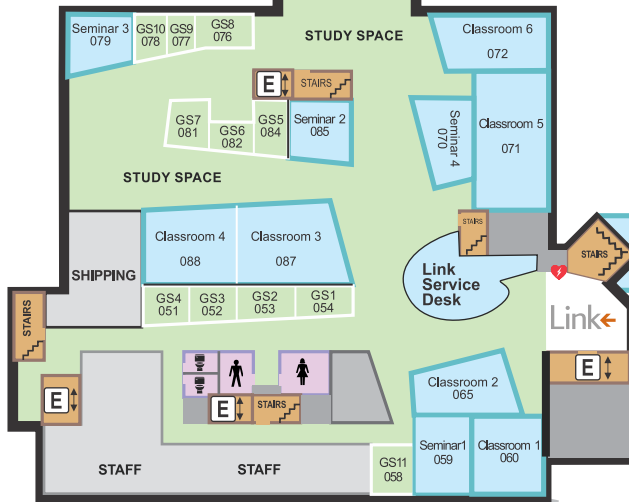 Seminar 3
079
GS10
078
GS9
077
GS8
076
STUDY SPACE
Classroom 6
072
E
STAIRS
GS7
081
GS6
082
GS5
084
Seminar 2
085
Seminar 4
070
Classroom 5
071
STUDY SPACE
Classroom 4
088
Classroom 3
087
STAIRS
STAIRS
SHIPPING
Link
Service
Desk
GS4
051
GS3
052
GS2
053
GS1
054
STAIRS
Link
E
Classroom 2
065
E
E
STAIRS
STAFF
STAFF
GS11
058
Seminar1
059
Classroom 1
060